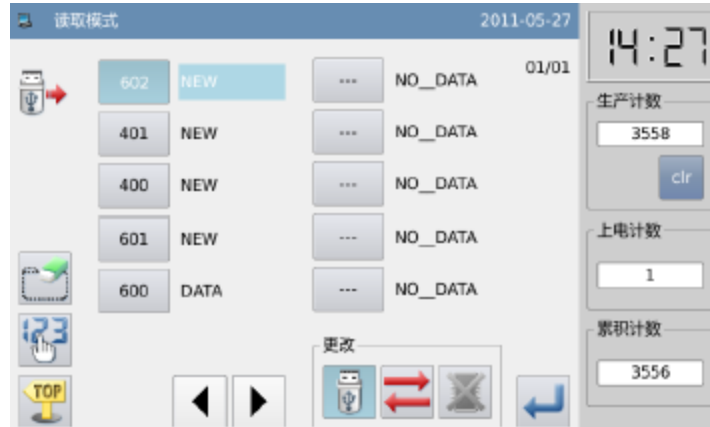 读取模式
2011-05-27
14:27
01/01
602 NEW --- NO__DATA
401 NEW --- NO__DATA
400 NEW --- NO__DATA
601 NEW --- NO__DATA
600 DATA --- NO__DATA
生产计数
3558
clr
上电计数
1
累积计数
3556
123
更改
TOP